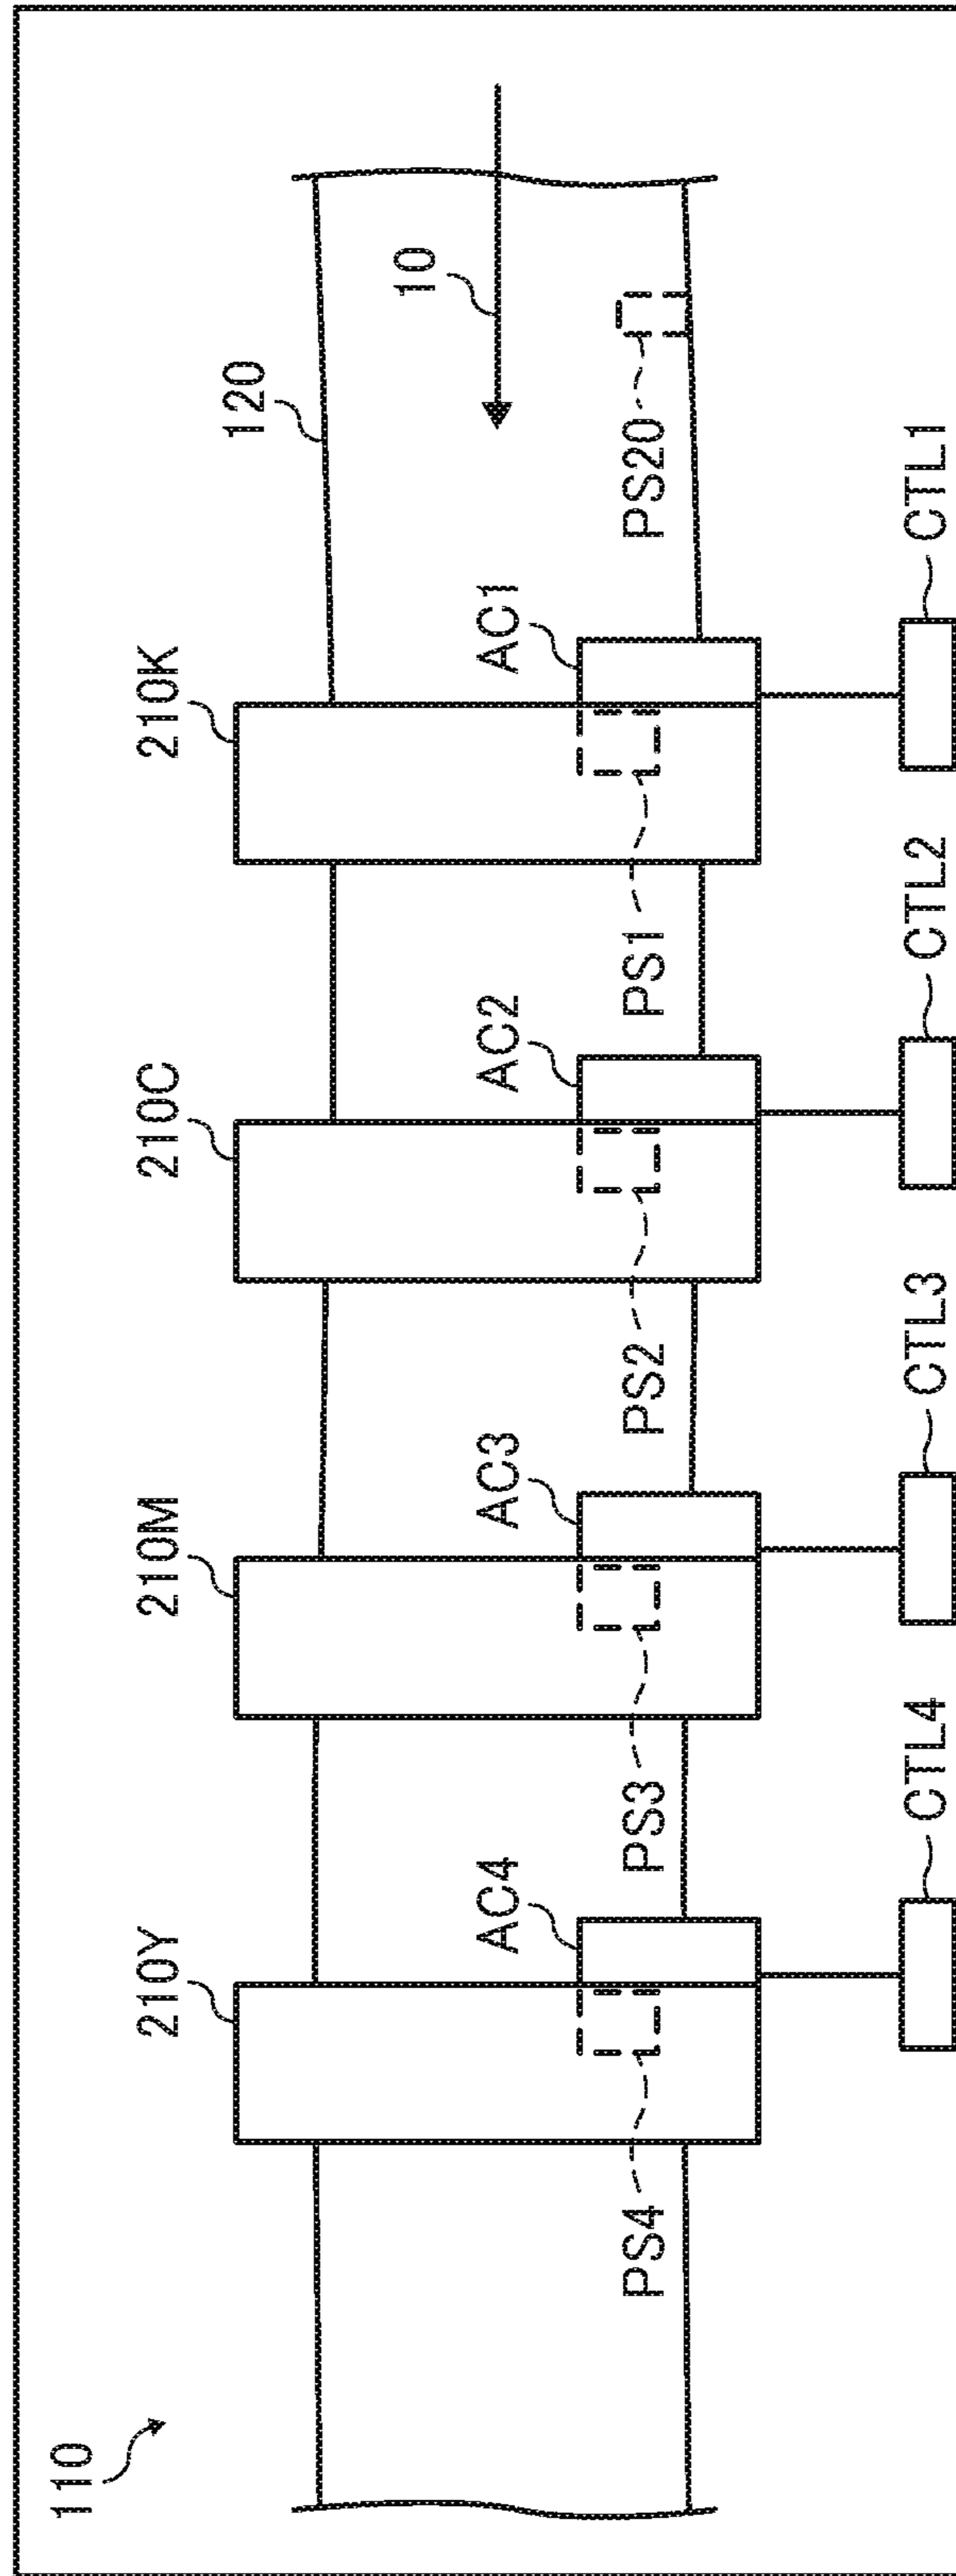 110
210Y
210M
210C
210K
120
10
AC4
AC3
AC2
AC1
PS4
PS3
PS2
PS1
PS20
CTL4
CTL3
CTL2
CTL1